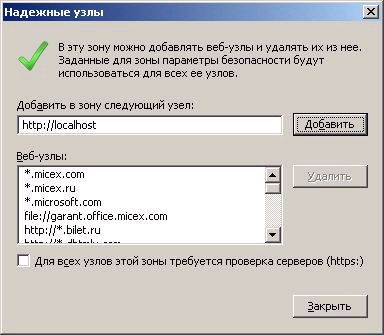 Надежные узлы
В эту зону можно добавлять веб-узлы и удалять их из нее.
Заданные для зоны параметры безопасности будут
использоваться для всех ее узлов.
Добавить в зону следующий узел:
http://localhost
Добавить
Веб-узлы:
*.micex.com
*.micex.ru
*.microsoft.com
file://garant.office.micex.com
http://*.bilet.ru
Удалить
Для всех узлов этой зоны требуется проверка серверов (https:)
Закрыть